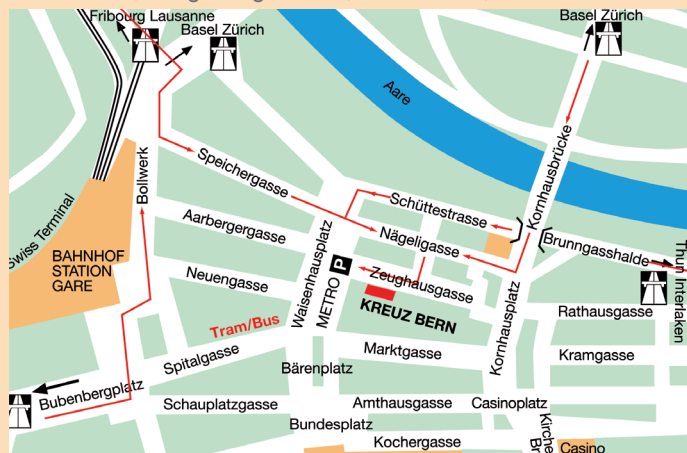 Fribourg Lausanne
Basel Zürich
Basel Zürich
Aare
Kornhausbrücke
Speichergasse
Bollwerk
Schüttestrasse
Nägeligasse
Brunngasshalde
Thun Interlaken
Swiss Terminal
Aarbergergasse
Waisenhausplatz
METRO P
Zeughausgasse
KREUZ BERN
BAHNHOF
STATION
GARE
Neuengasse
Tram/Bus
Kornhausplatz
Rathausgasse
Spitalgasse
Marktgasse
Kramgasse
Bärenplatz
Bubenbergplatz
Schauplatzgasse
Amthausgasse
Casinoplatz
Bundesplatz
Kochergasse
Casino